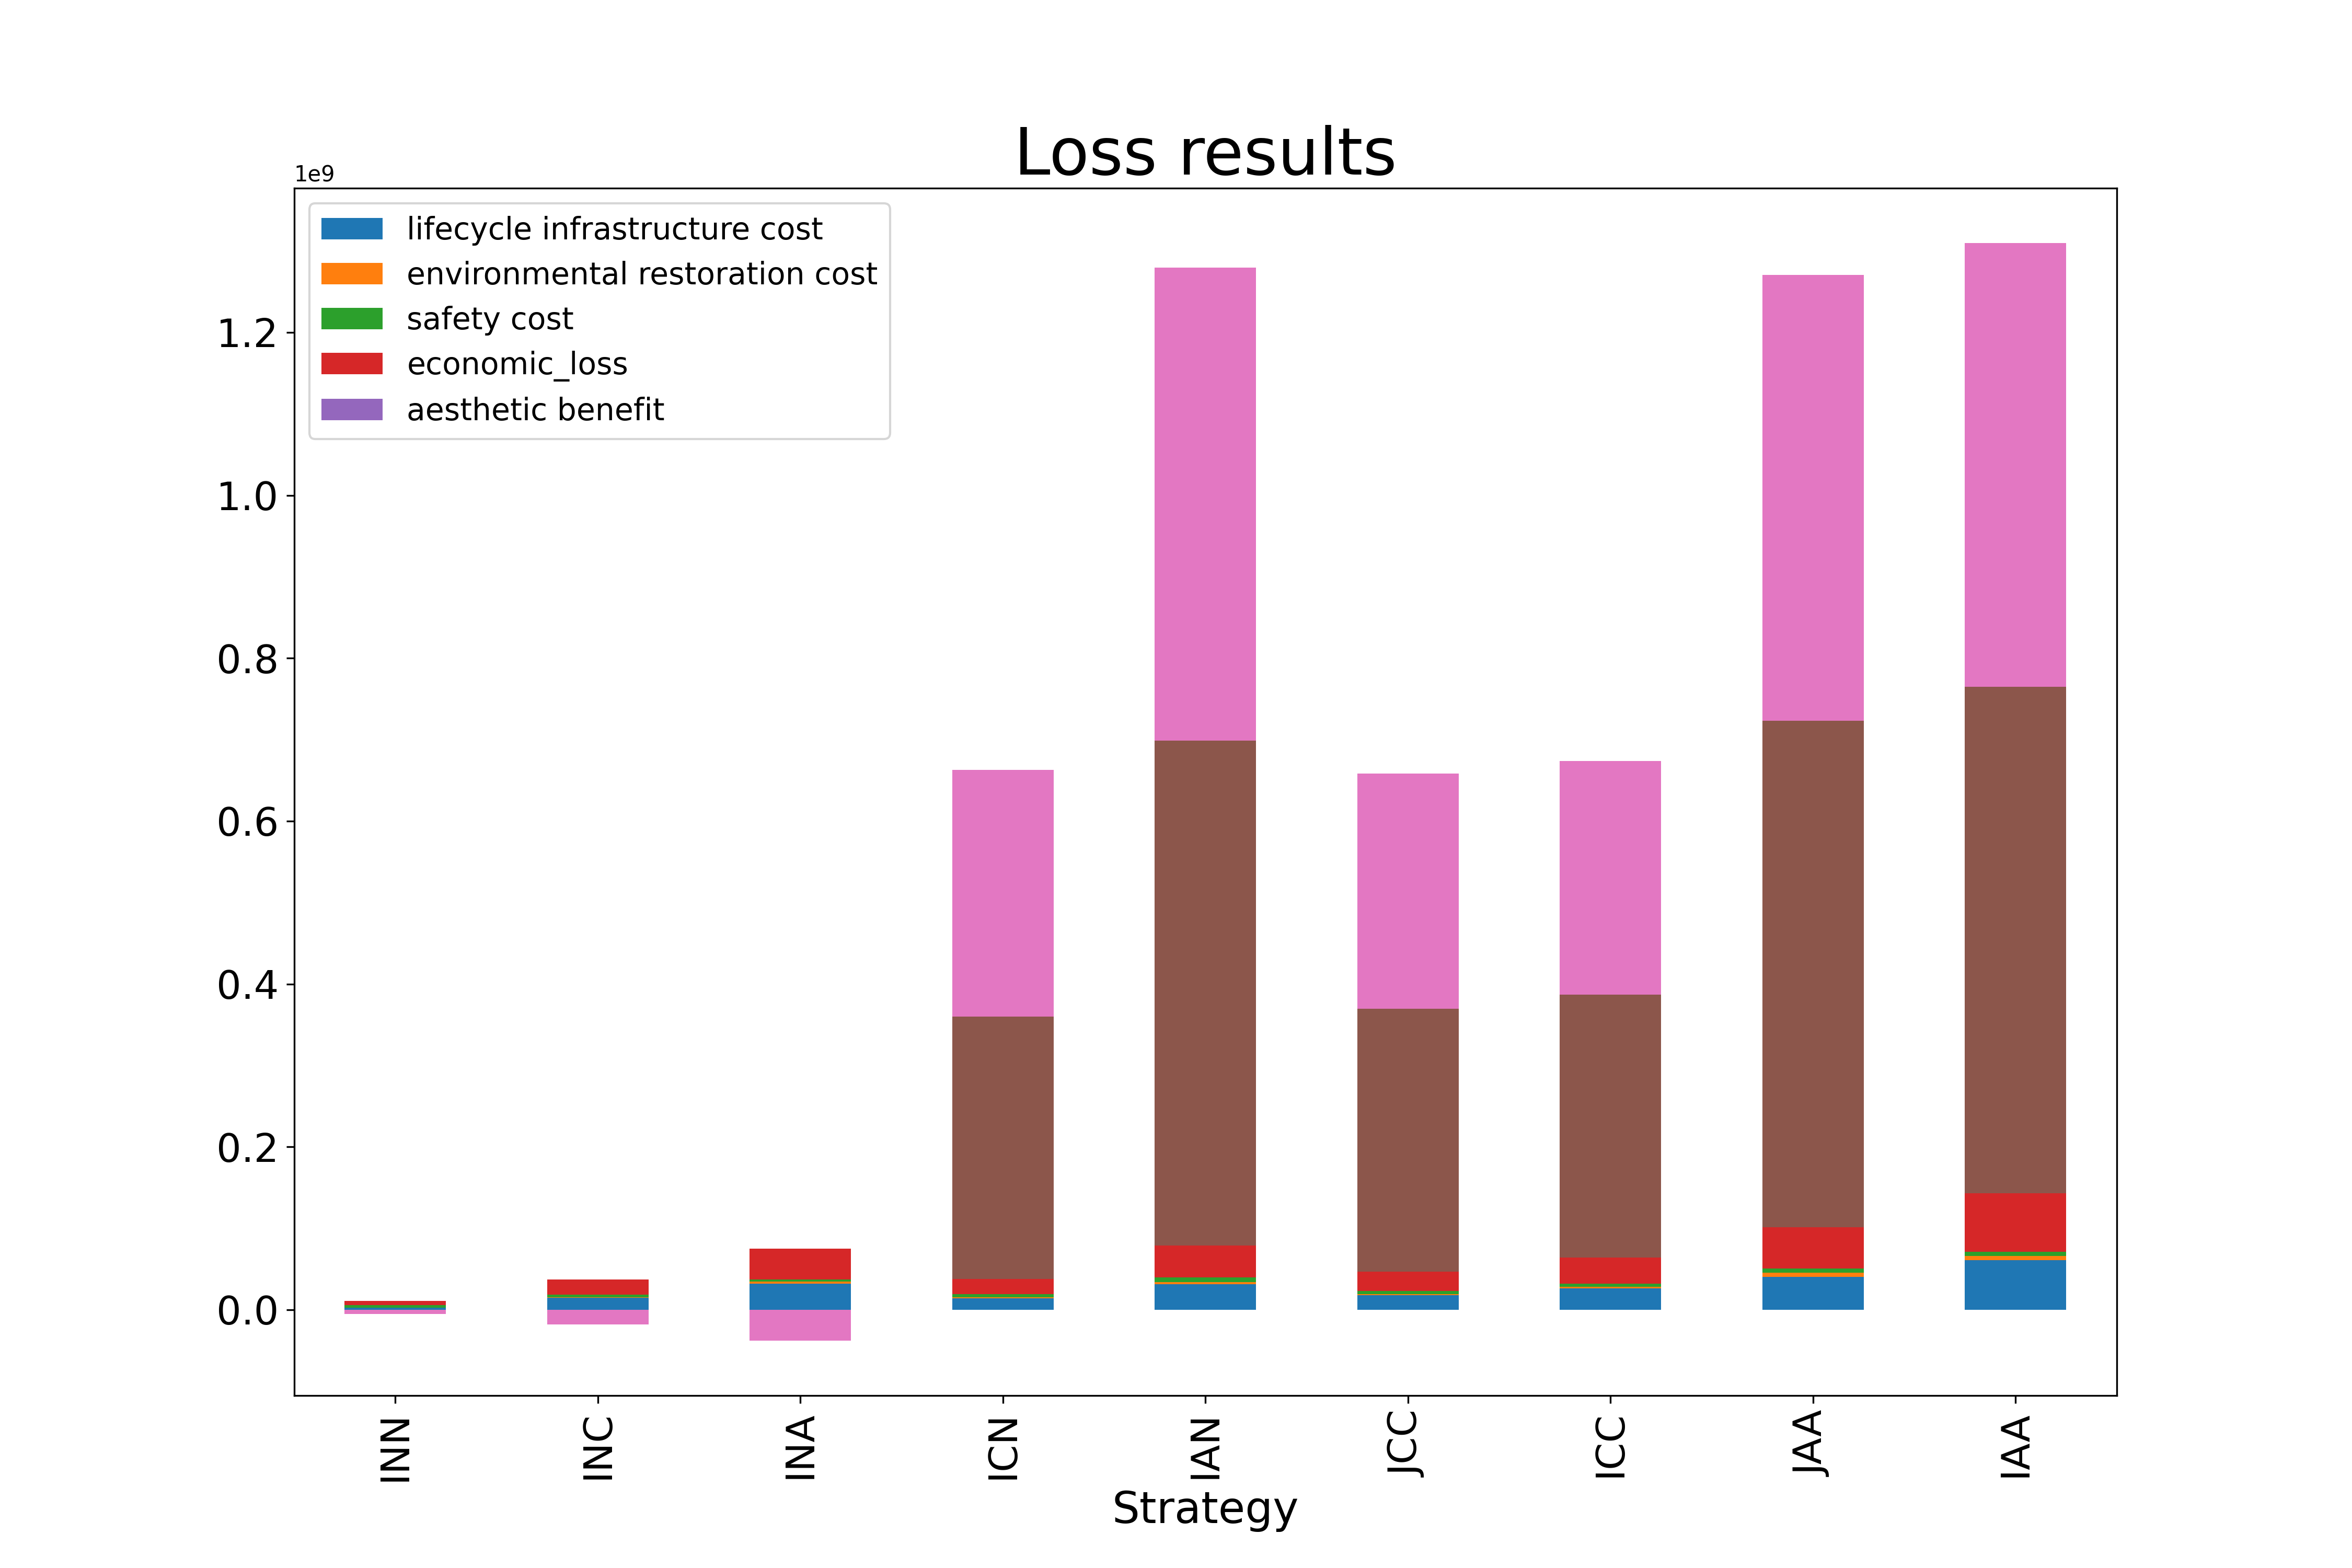 Loss results
1e9
lifecycle infrastructure cost
environmental restoration cost
safety cost
economic_loss
aesthetic benefit
1.2
1.0
0.8
0.6
0.4
0.2
0.0
INN
INC
INA
ICN
IAN
JCC
ICC
JAA
IAA
Strategy